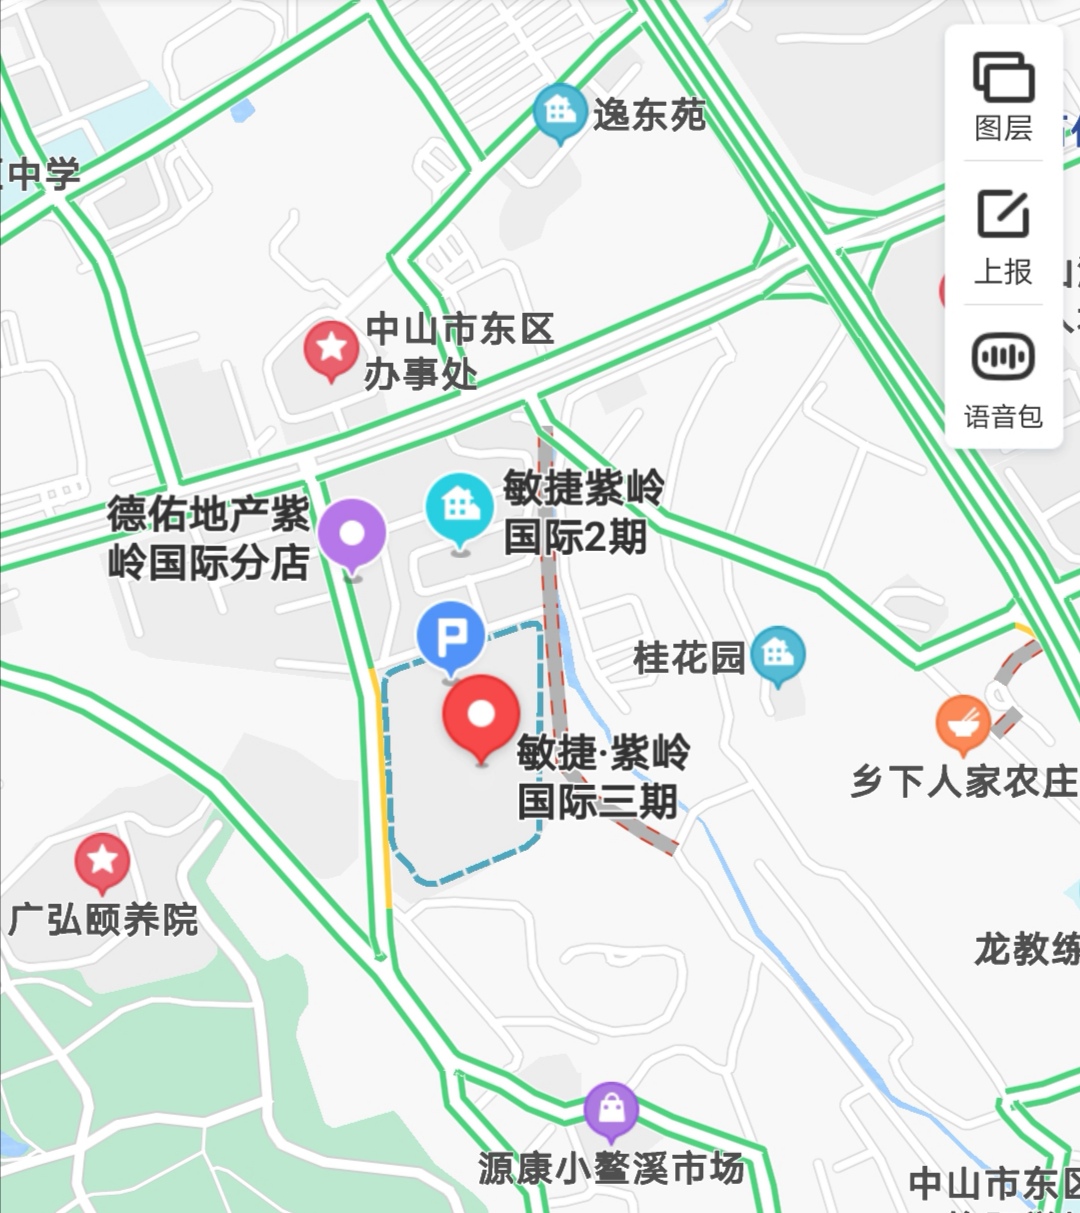 逸东苑
图层
中学
上报
中山市东区
办事处
语音包
敏捷紫岭
国际2期
德佑地产紫
岭国际分店
P
桂花园
敏捷·紫岭
国际三期
乡下人家农庄
广弘颐养院
龙教练
源康小鳌溪市场
中山市东区